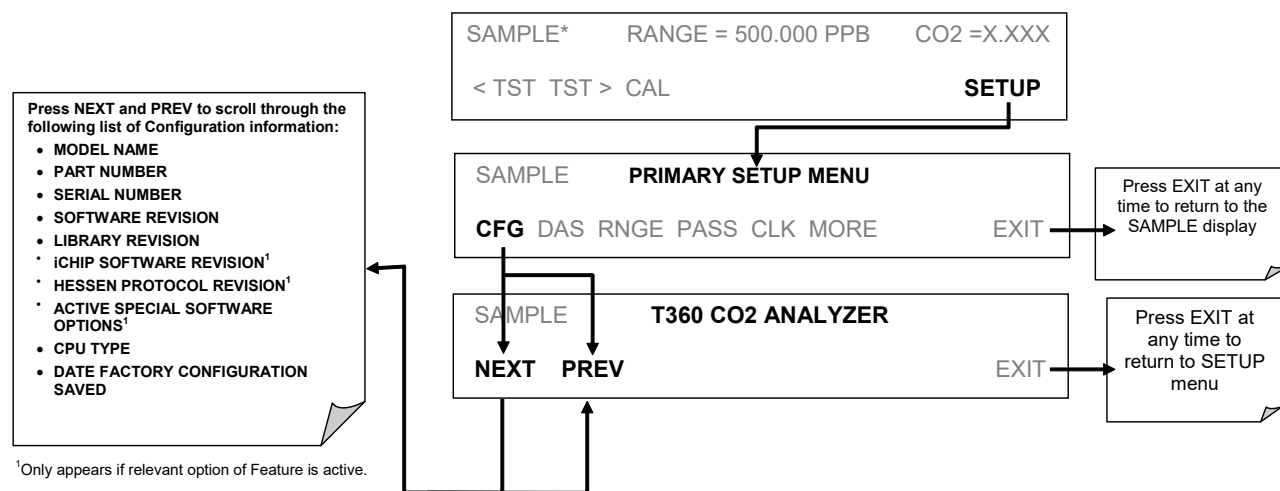 SAMPLE* RANGE = 500.000 PPB CO2 =X.XXX
< TST TST > CAL SETUP
Press NEXT and PREV to scroll through the
following list of Configuration information:
• MODEL NAME
• PART NUMBER
• SERIAL NUMBER
• SOFTWARE REVISION
• LIBRARY REVISION
• iCHIP SOFTWARE REVISION¹
• HESSEN PROTOCOL REVISION¹
• ACTIVE SPECIAL SOFTWARE
OPTIONS¹
• CPU TYPE
• DATE FACTORY CONFIGURATION
SAVED
SAMPLE PRIMARY SETUP MENU
CFG DAS RNGE PASS CLK MORE EXIT
Press EXIT at any
time to return to the
SAMPLE display
SAMPLE T360 CO2 ANALYZER
NEXT PREV EXIT
Press EXIT at
any time to
return to SETUP
menu
¹Only appears if relevant option of Feature is active.